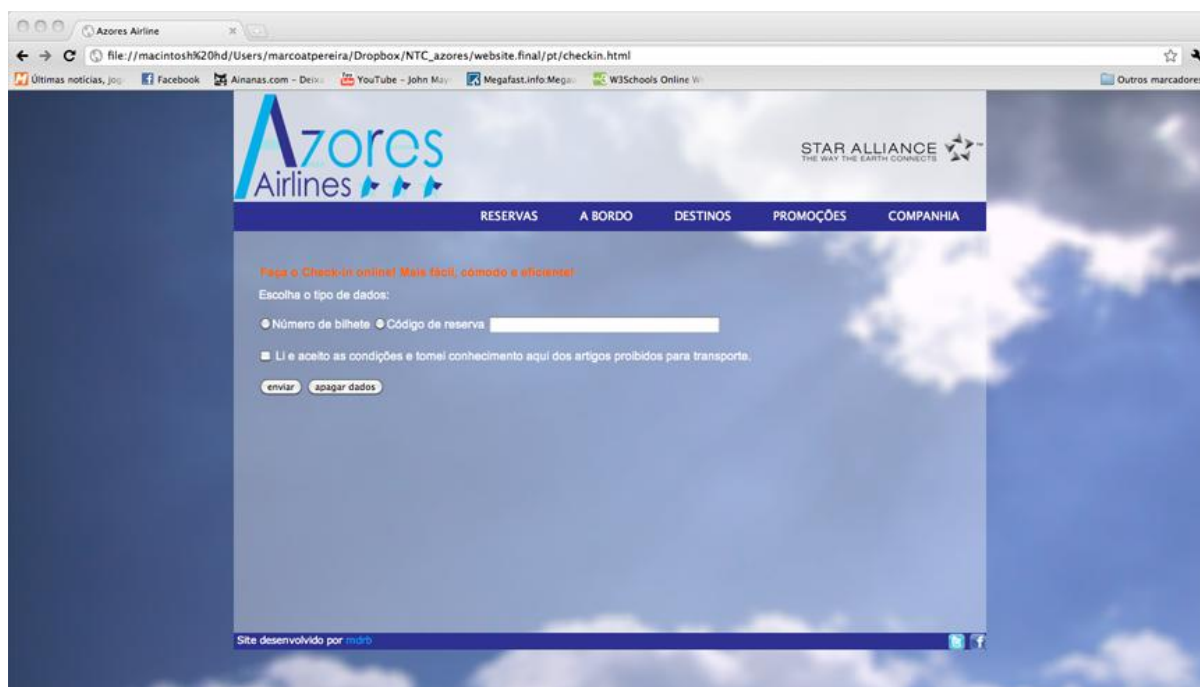 Azores Airline
file://macintosh%20hd/Users/marcoatpereira/Dropbox/NTC_azores/website.final/pt/checkin.html
Últimas notícias, jog Facebook Ainanas.com – Deixa YouTube – John May Megafast.info:Mega W3Schools Online W Outros marcadores
Azores
Airlines
STAR ALLIANCE ™
THE WAY THE EARTH CONNECTS
RESERVAS A BORDO DESTINOS PROMOÇÕES COMPANHIA
Faça o Check-in online! Mais fácil, cómodo e eficiente!
Escolha o tipo de dados:
Número de bilhete Código de reserva
Li e aceito as condições e tomei conhecimento aqui dos artigos proibidos para transporte.
enviar apagar dados
Site desenvolvido por mdrb